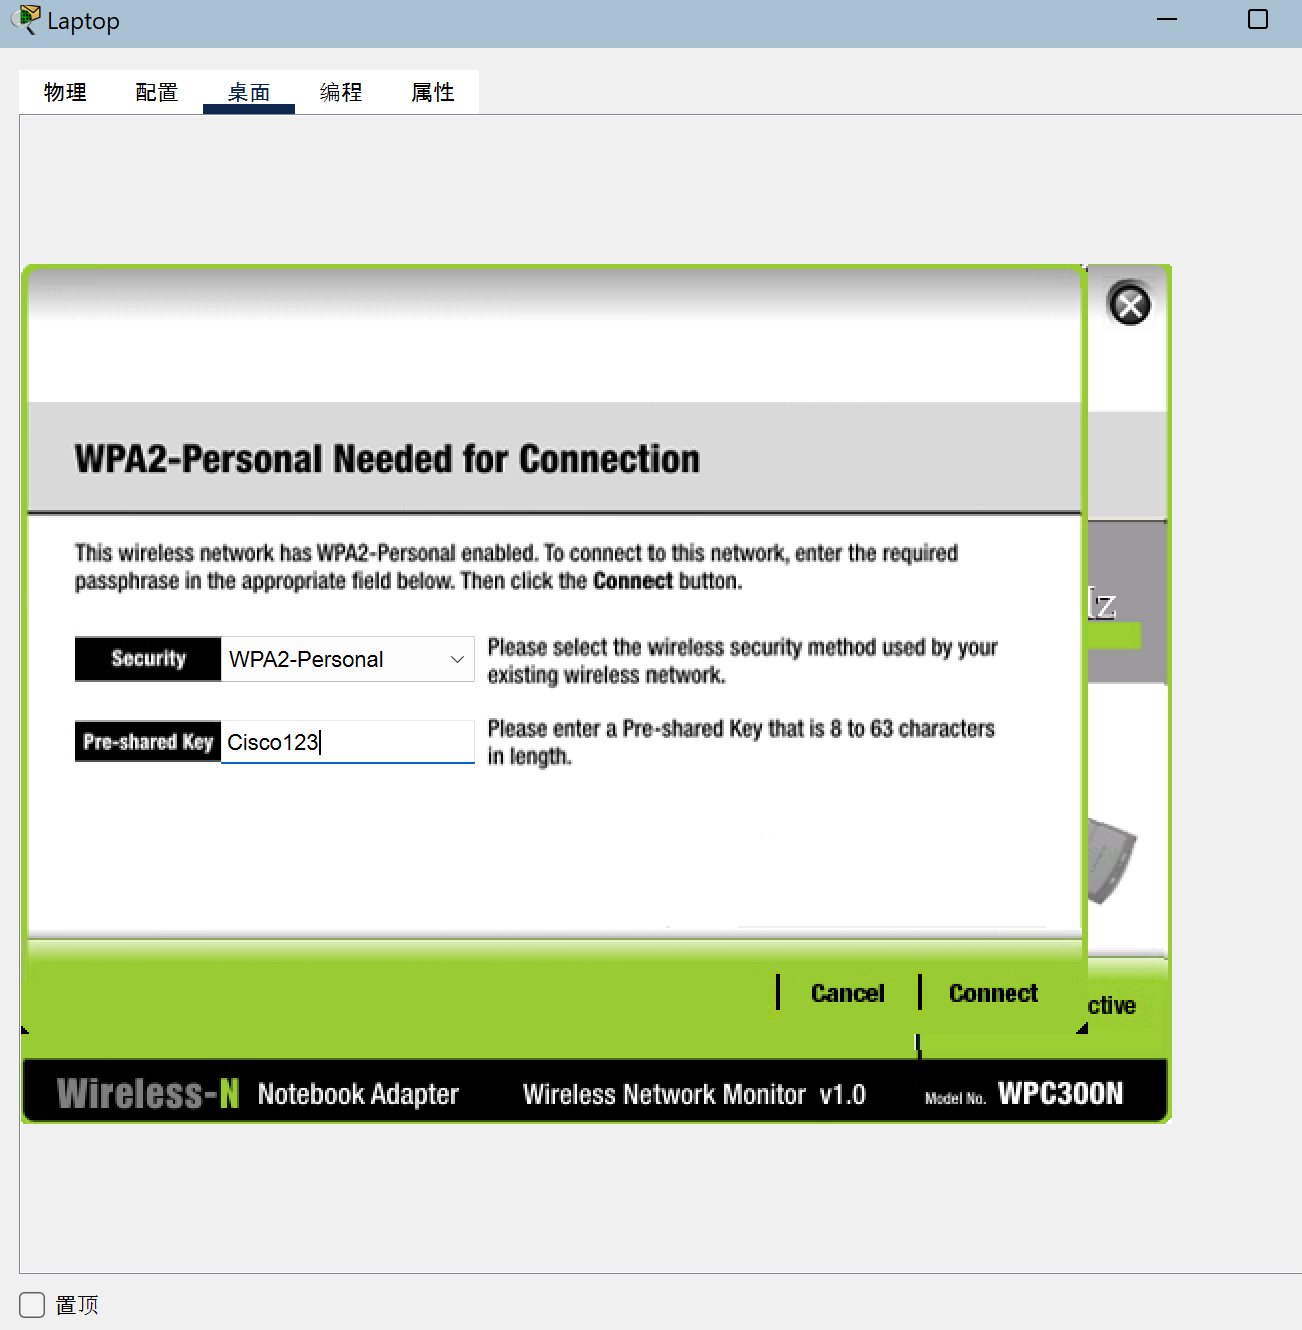 Laptop
物理 配置 桌面 编程 属性
WPA2-Personal Needed for Connection
This wireless network has WPA2-Personal enabled. To connect to this network, enter the required
passphrase in the appropriate field below. Then click the Connect button.
Security WPA2-Personal Please select the wireless security method used by your
existing wireless network.
Pre-shared Key Cisco123 Please enter a Pre-shared Key that is 8 to 63 characters
in length.
Cancel Connect
ctive
Wireless-N Notebook Adapter Wireless Network Monitor v1.0 Model No. WPC300N
置顶